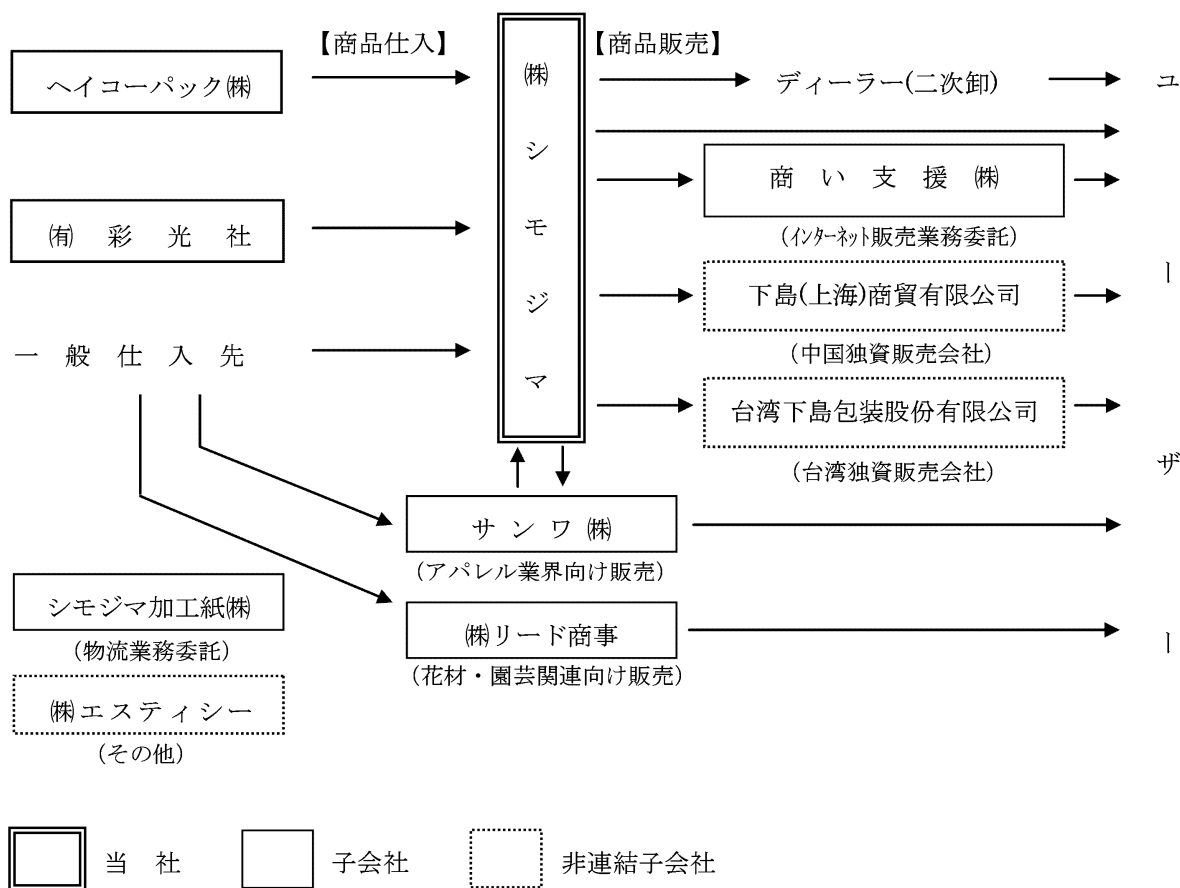 【商品仕入】
【商品販売】
ヘイコーパック㈱
㈲ 彩 光 社
一 般 仕 入 先
㈱シモジマ
ディーラー(二次卸)
商 い 支 援 ㈱
(インターネット販売業務委託)
下島(上海)商貿有限公司
(中国独資販売会社)
台湾下島包装股份有限公司
(台湾独資販売会社)
サ ン ワ ㈱
(アパレル業界向け販売)
㈱リード商事
(花材・園芸関連向け販売)
ユーザー
シモジマ加工紙㈱
(物流業務委託)
㈱エスティシー
(その他)
当 社
子会社
非連結子会社